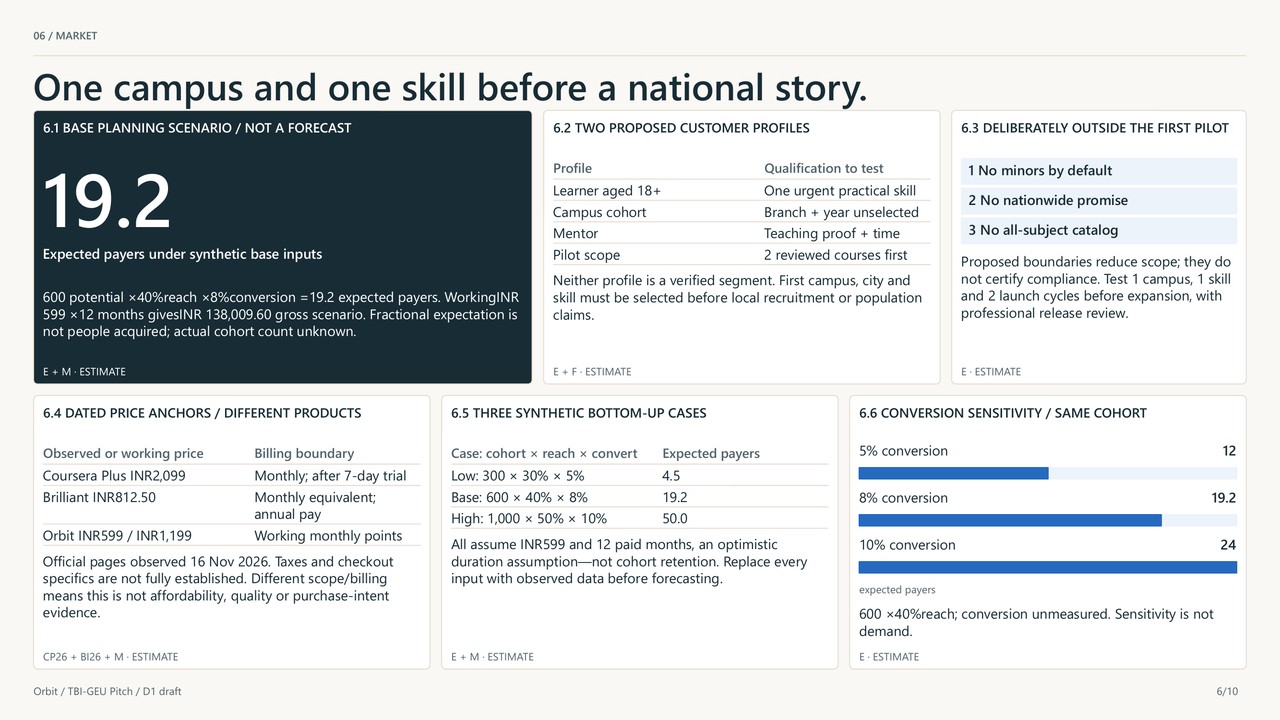 06 / MARKET
One campus and one skill before a national story.
6.1 BASE PLANNING SCENARIO / NOT A FORECAST
19.2
Expected payers under synthetic base inputs
600 potential ×40%reach ×8%conversion =19.2 expected payers. WorkingINR
599 ×12 months givesINR 138,009.60 gross scenario. Fractional expectation is
not people acquired; actual cohort count unknown.
E + M · ESTIMATE
6.2 TWO PROPOSED CUSTOMER PROFILES
Profile Qualification to test
Learner aged 18+ One urgent practical skill
Campus cohort Branch + year unselected
Mentor Teaching proof + time
Pilot scope 2 reviewed courses first
Neither profile is a verified segment. First campus, city and
skill must be selected before local recruitment or population
claims.
E + F · ESTIMATE
6.3 DELIBERATELY OUTSIDE THE FIRST PILOT
1 No minors by default
2 No nationwide promise
3 No all-subject catalog
Proposed boundaries reduce scope; they do
not certify compliance. Test 1 campus, 1 skill
and 2 launch cycles before expansion, with
professional release review.
E · ESTIMATE
6.4 DATED PRICE ANCHORS / DIFFERENT PRODUCTS
Observed or working price Billing boundary
Coursera Plus INR2,099 Monthly; after 7-day trial
Brilliant INR812.50 Monthly equivalent;
annual pay
Orbit INR599 / INR1,199 Working monthly points
Official pages observed 16 Nov 2026. Taxes and checkout
specifics are not fully established. Different scope/billing
means this is not affordability, quality or purchase-intent
evidence.
CP26 + BI26 + M · ESTIMATE
6.5 THREE SYNTHETIC BOTTOM-UP CASES
Case: cohort × reach × convert Expected payers
Low: 300 × 30% × 5% 4.5
Base: 600 × 40% × 8% 19.2
High: 1,000 × 50% × 10% 50.0
All assume INR599 and 12 paid months, an optimistic
duration assumption—not cohort retention. Replace every
input with observed data before forecasting.
E + M · ESTIMATE
6.6 CONVERSION SENSITIVITY / SAME COHORT
5% conversion 12
8% conversion 19.2
10% conversion 24
expected payers
600 ×40%reach; conversion unmeasured. Sensitivity is not
demand.
E · ESTIMATE
Orbit / TBI-GEU Pitch / D1 draft 6/10